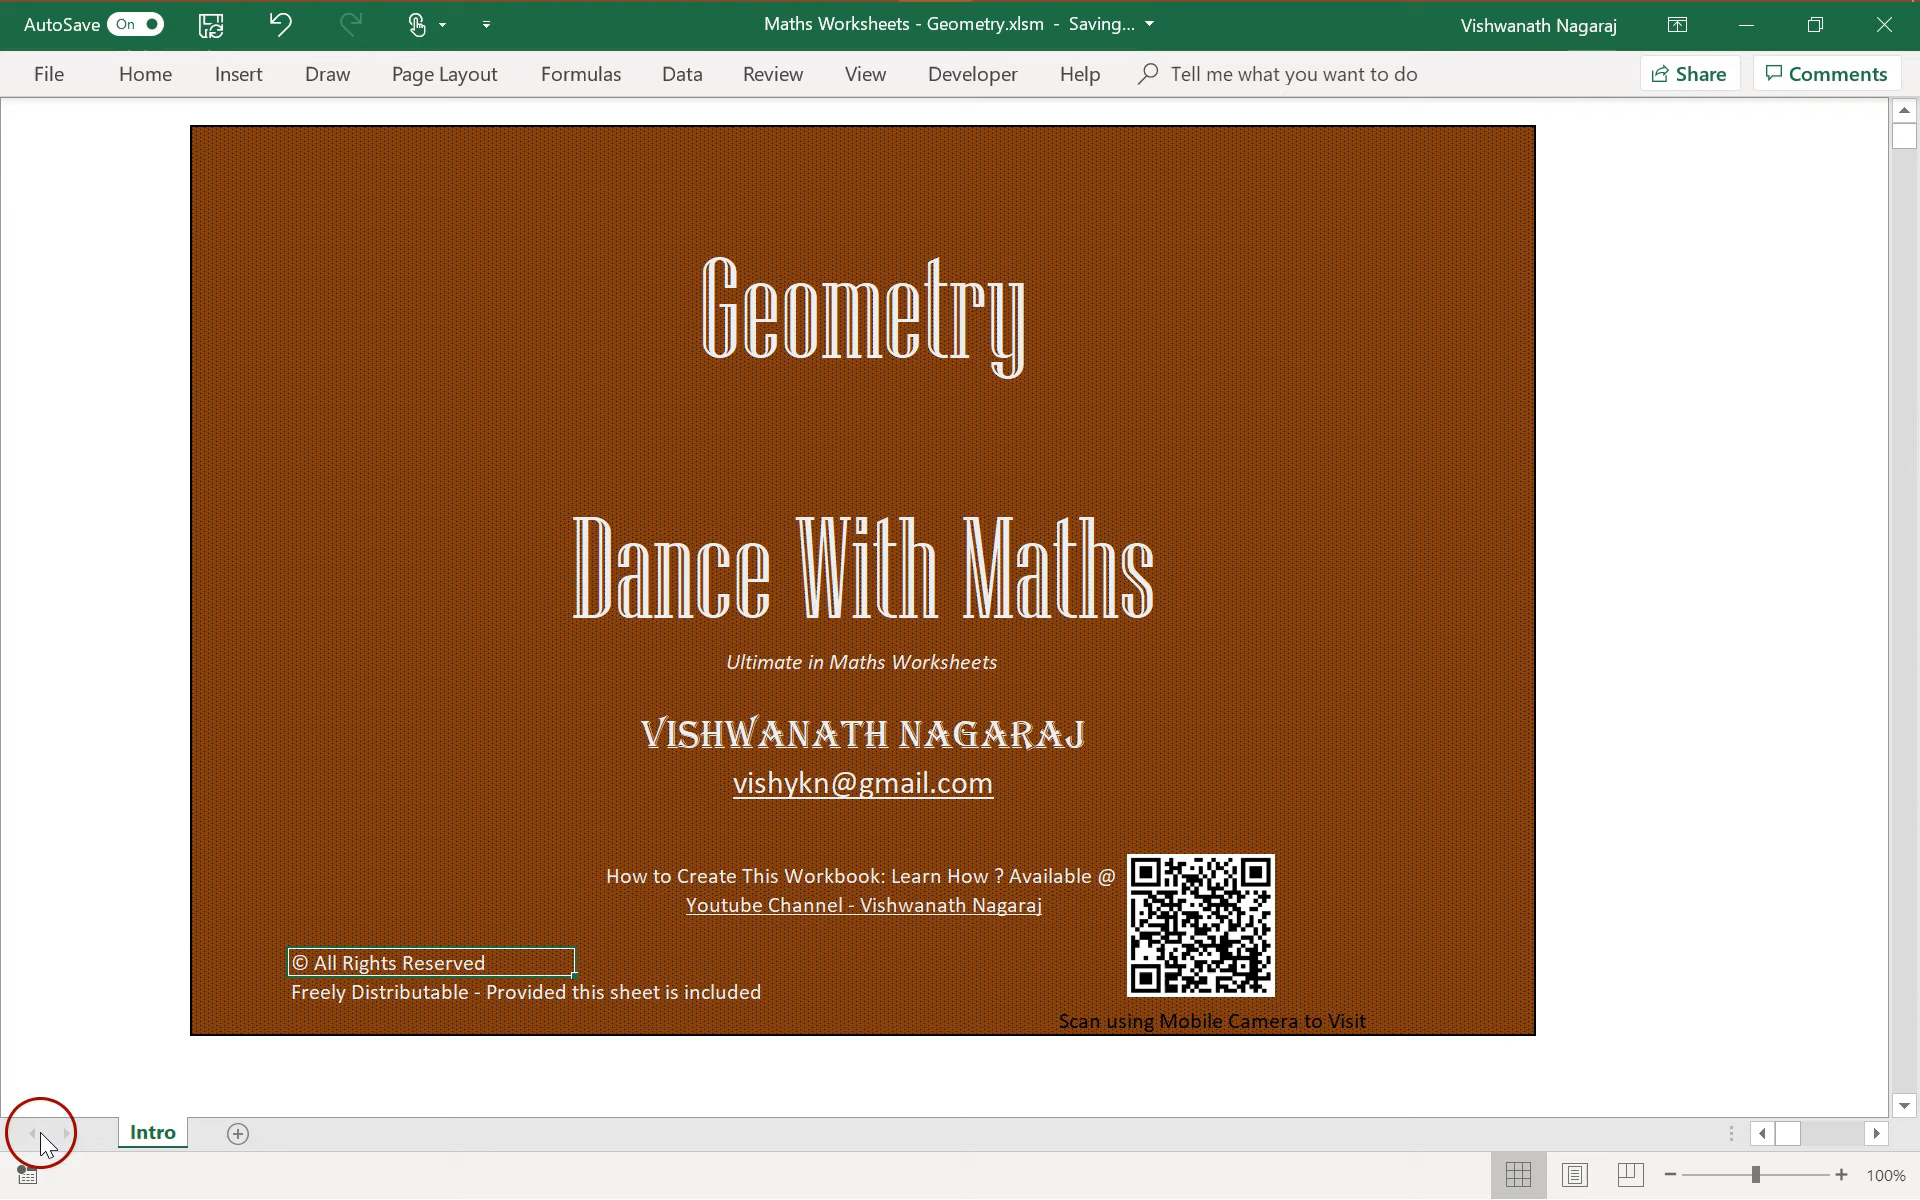 AutoSave On
Maths Worksheets - Geometry.xlsm - Saving...
Vishwanath Nagaraj
File Home Insert Draw Page Layout Formulas Data Review View Developer Help Tell me what you want to do Share Comments
Geometry
Dance With Maths
Ultimate in Maths Worksheets
VISHWANATH NAGARAJ
vishykn@gmail.com
How to Create This Workbook: Learn How ? Available @
Youtube Channel - Vishwanath Nagaraj
© All Rights Reserved
Freely Distributable - Provided this sheet is included
Scan using Mobile Camera to Visit
Intro
100%